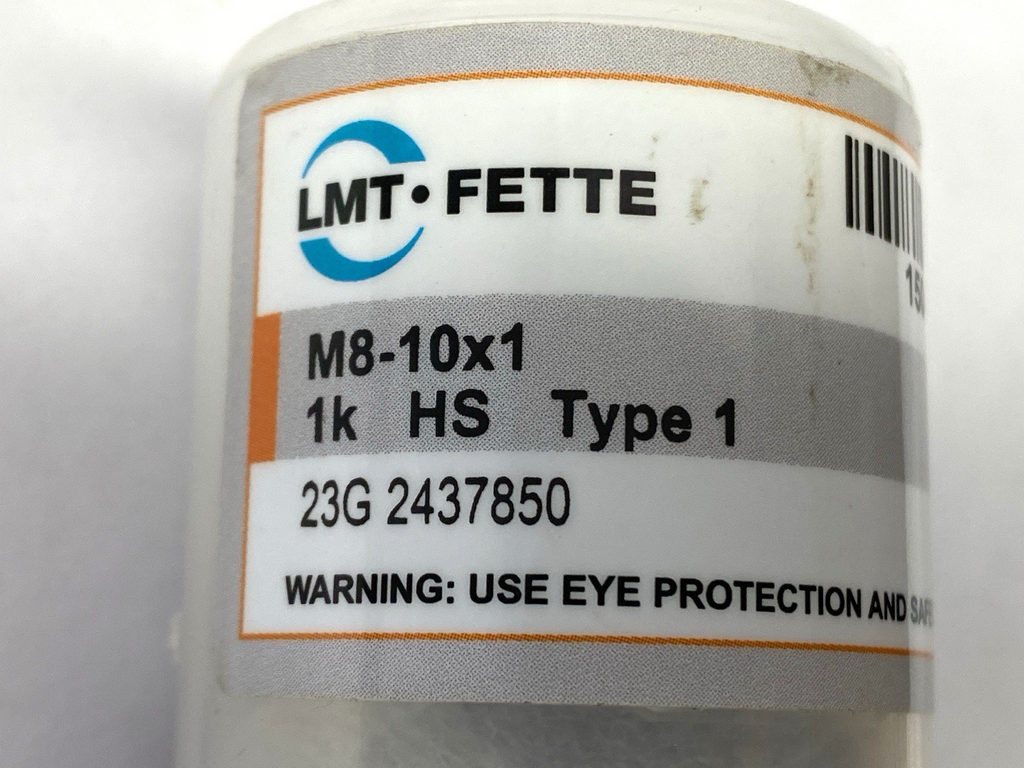 LMT•FETTE
M8-10x1
1k HS Type 1
23G 2437850
WARNING: USE EYE PROTECTION AND